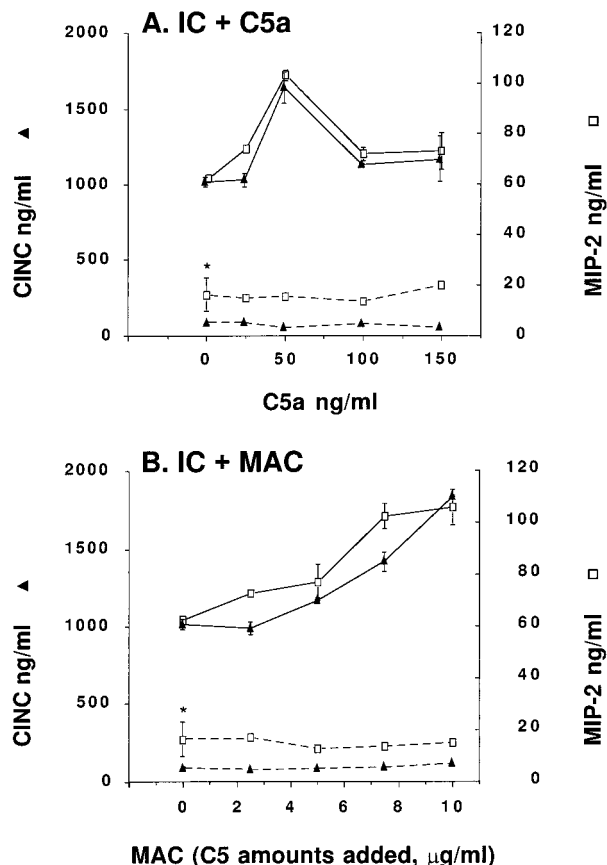 A. IC + C5a
2000
1500
1000
500
0
CINC ng/ml ▲
120
100
80
60
40
20
0
MIP-2 ng/ml □
*
0 50 100 150
C5a ng/ml
B. IC + MAC
2000
1500
1000
500
0
CINC ng/ml ▲
120
100
80
60
40
20
0
MIP-2 ng/ml □
*
0 2 4 6 8 10
MAC (C5 amounts added, µg/ml)